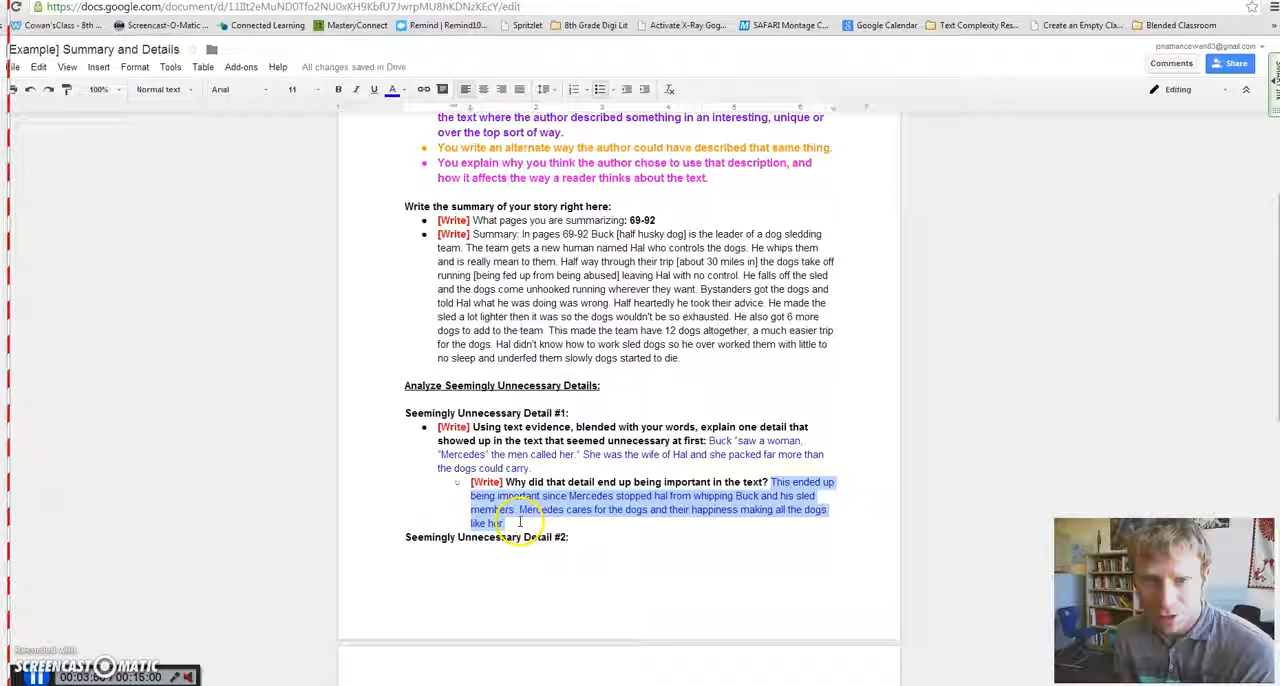 https://docs.google.com/document/d/11IIt2eMuND0Tfo2NU0xKH9KbfU7JwrpMU8hKDNzKEcY/edit
Cowan'sClass - 8th ...
Screencast-O-Matic ...
Connected Learning
MasteryConnect
Remind | Remind10...
Spritzlet
8th Grade Digi Lit
Activate X-Ray Gog...
SAFARI Montage C...
Google Calendar
Text Complexity Res...
Create an Empty Cla...
Blended Classroom
»
[Example] Summary and Details
jonathancowan83@gmail.com
ile Edit View Insert Format Tools Table Add-ons Help All changes saved in Drive
Comments
Share
100% Normal text Arial 11 B I U A Editing
2 3 4 5 6 7
the text where the author described something in an interesting, unique or
over the top sort of way.
• You write an alternate way the author could have described that same thing.
• You explain why you think the author chose to use that description, and
how it affects the way a reader thinks about the text.
Write the summary of your story right here:
• [Write] What pages you are summarizing: 69-92
• [Write] Summary: In pages 69-92 Buck [half husky dog] is the leader of a dog sledding
team. The team gets a new human named Hal who controls the dogs. He whips them
and is really mean to them. Half way through their trip [about 30 miles in] the dogs take off
running [being fed up from being abused] leaving Hal with no control. He falls off the sled
and the dogs come unhooked running wherever they want. Bystanders got the dogs and
told Hal what he was doing was wrong. Half heartedly he took their advice. He made the
sled a lot lighter then it was so the dogs wouldn't be so exhausted. He also got 6 more
dogs to add to the team. This made the team have 12 dogs altogether, a much easier trip
for the dogs. Hal didn't know how to work sled dogs so he over worked them with little to
no sleep and underfed them slowly dogs started to die.
Analyze Seemingly Unnecessary Details:
Seemingly Unnecessary Detail #1:
• [Write] Using text evidence, blended with your words, explain one detail that
showed up in the text that seemed unnecessary at first: Buck "saw a woman,
"Mercedes" the men called her." She was the wife of Hal and she packed far more than
the dogs could carry.
○ [Write] Why did that detail end up being important in the text? This ended up
being important since Mercedes stopped hal from whipping Buck and his sled
members. Mercedes cares for the dogs and their happiness making all the dogs
like her.
Seemingly Unnecessary Detail #2:
Recorded with
SCREENCAST-O-MATIC
/ 00:15:00